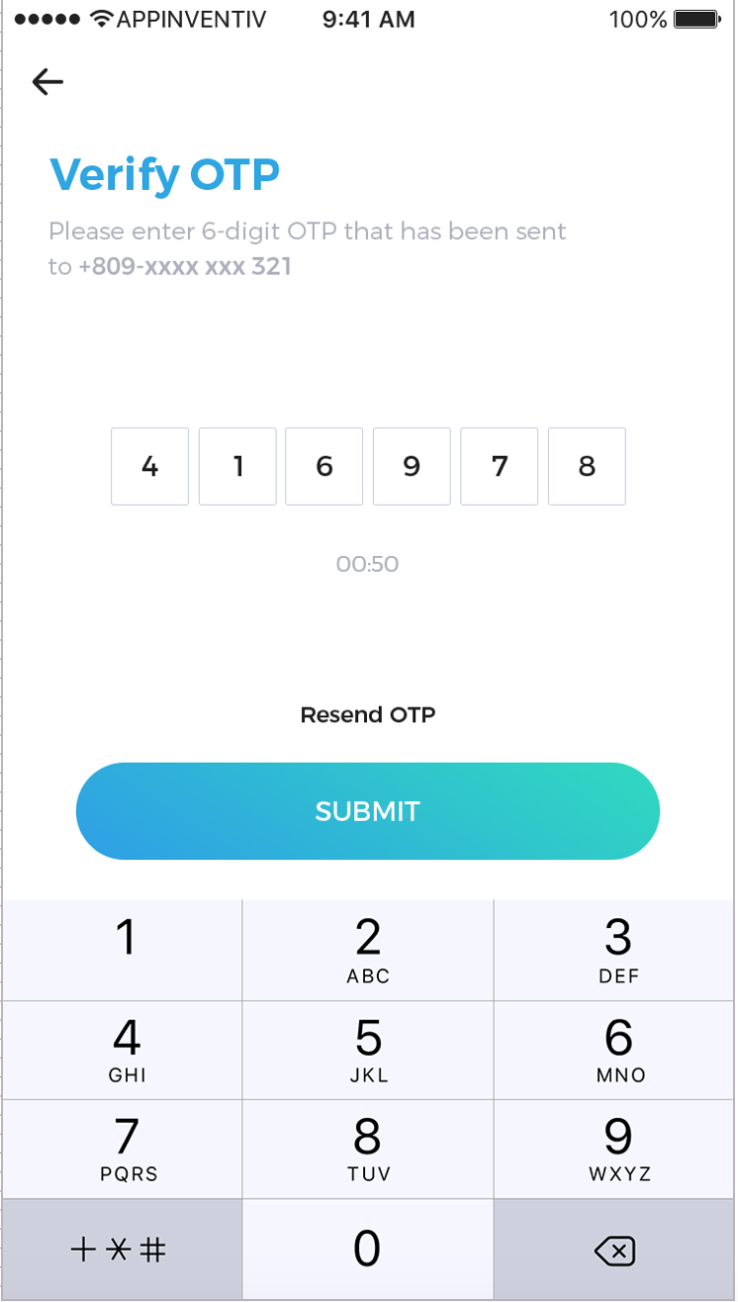 APPINVENTIV 9:41 AM 100%
Verify OTP
Please enter 6-digit OTP that has been sent
to +809-xxxx xxx 321
4 1 6 9 7 8
00:50
Resend OTP
SUBMIT
1 2 3
ABC DEF
4 5 6
GHI JKL MNO
7 8 9
PQRS TUV WXYZ
+*# 0